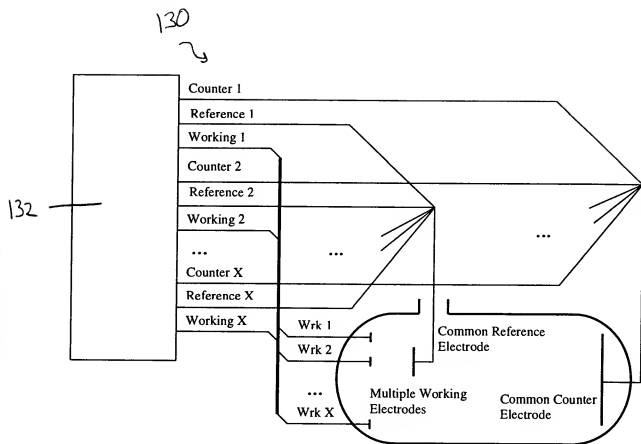 130
Counter 1
Reference 1
Working 1
Counter 2
132
Reference 2
Working 2
...
...
...
Counter X
Reference X
Working X
Wrk 1
Wrk 2
...
Wrk X
Common Reference
Electrode
Multiple Working
Electrodes
Common Counter
Electrode